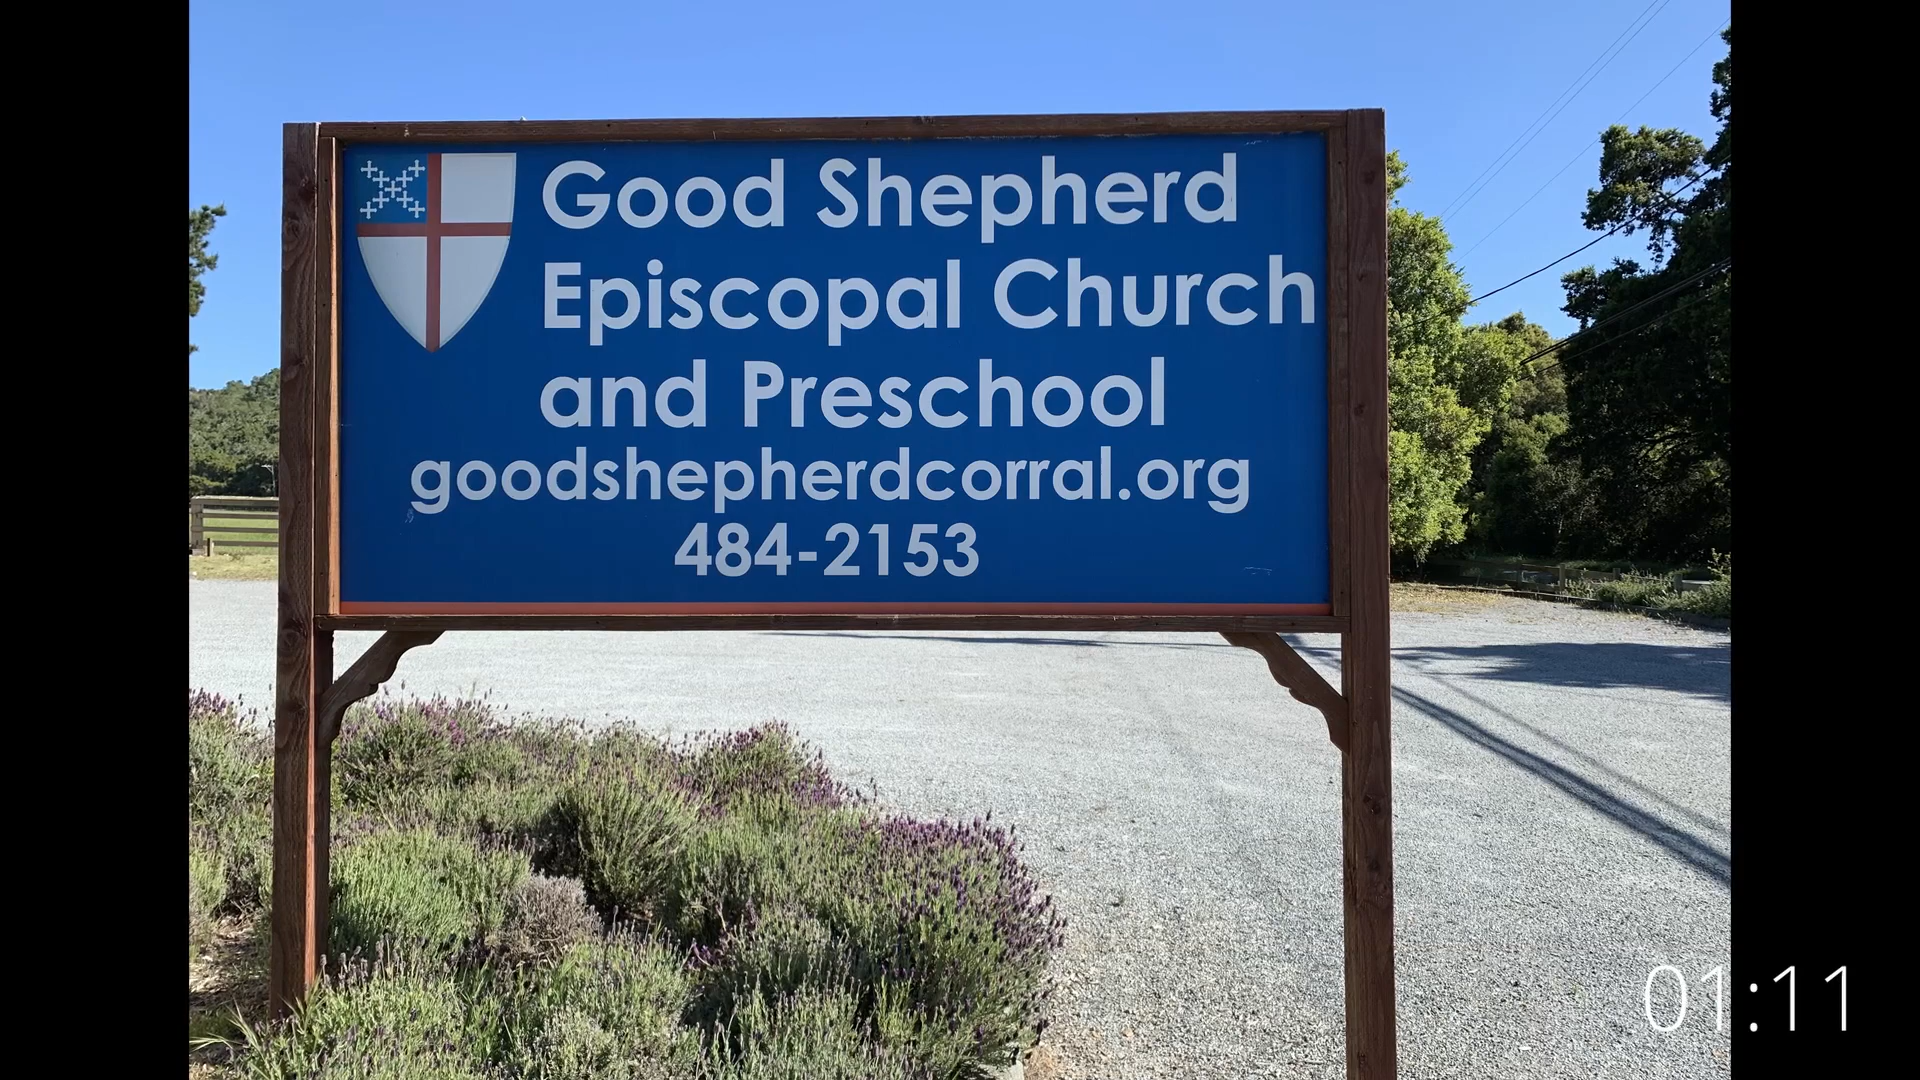 Good Shepherd
Episcopal Church
and Preschool
goodshepherdcorral.org
484-2153
01:11